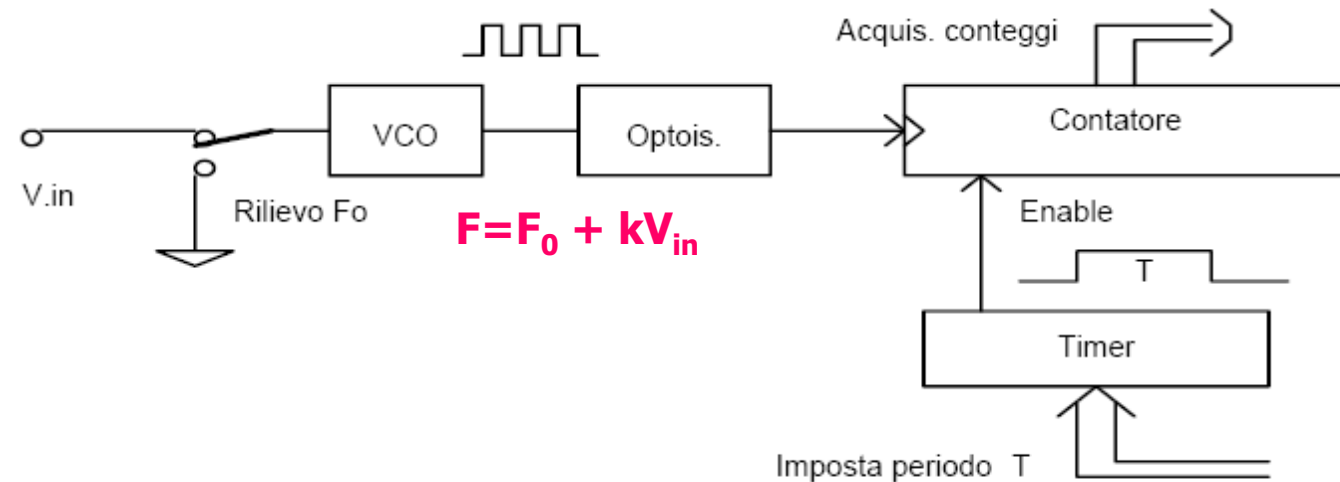 Acquis. conteggi
VCO
Optois.
Contatore
V.in
Rilievo Fo
F=F₀ + kVᵢₙ
Enable
T
Timer
Imposta periodo T